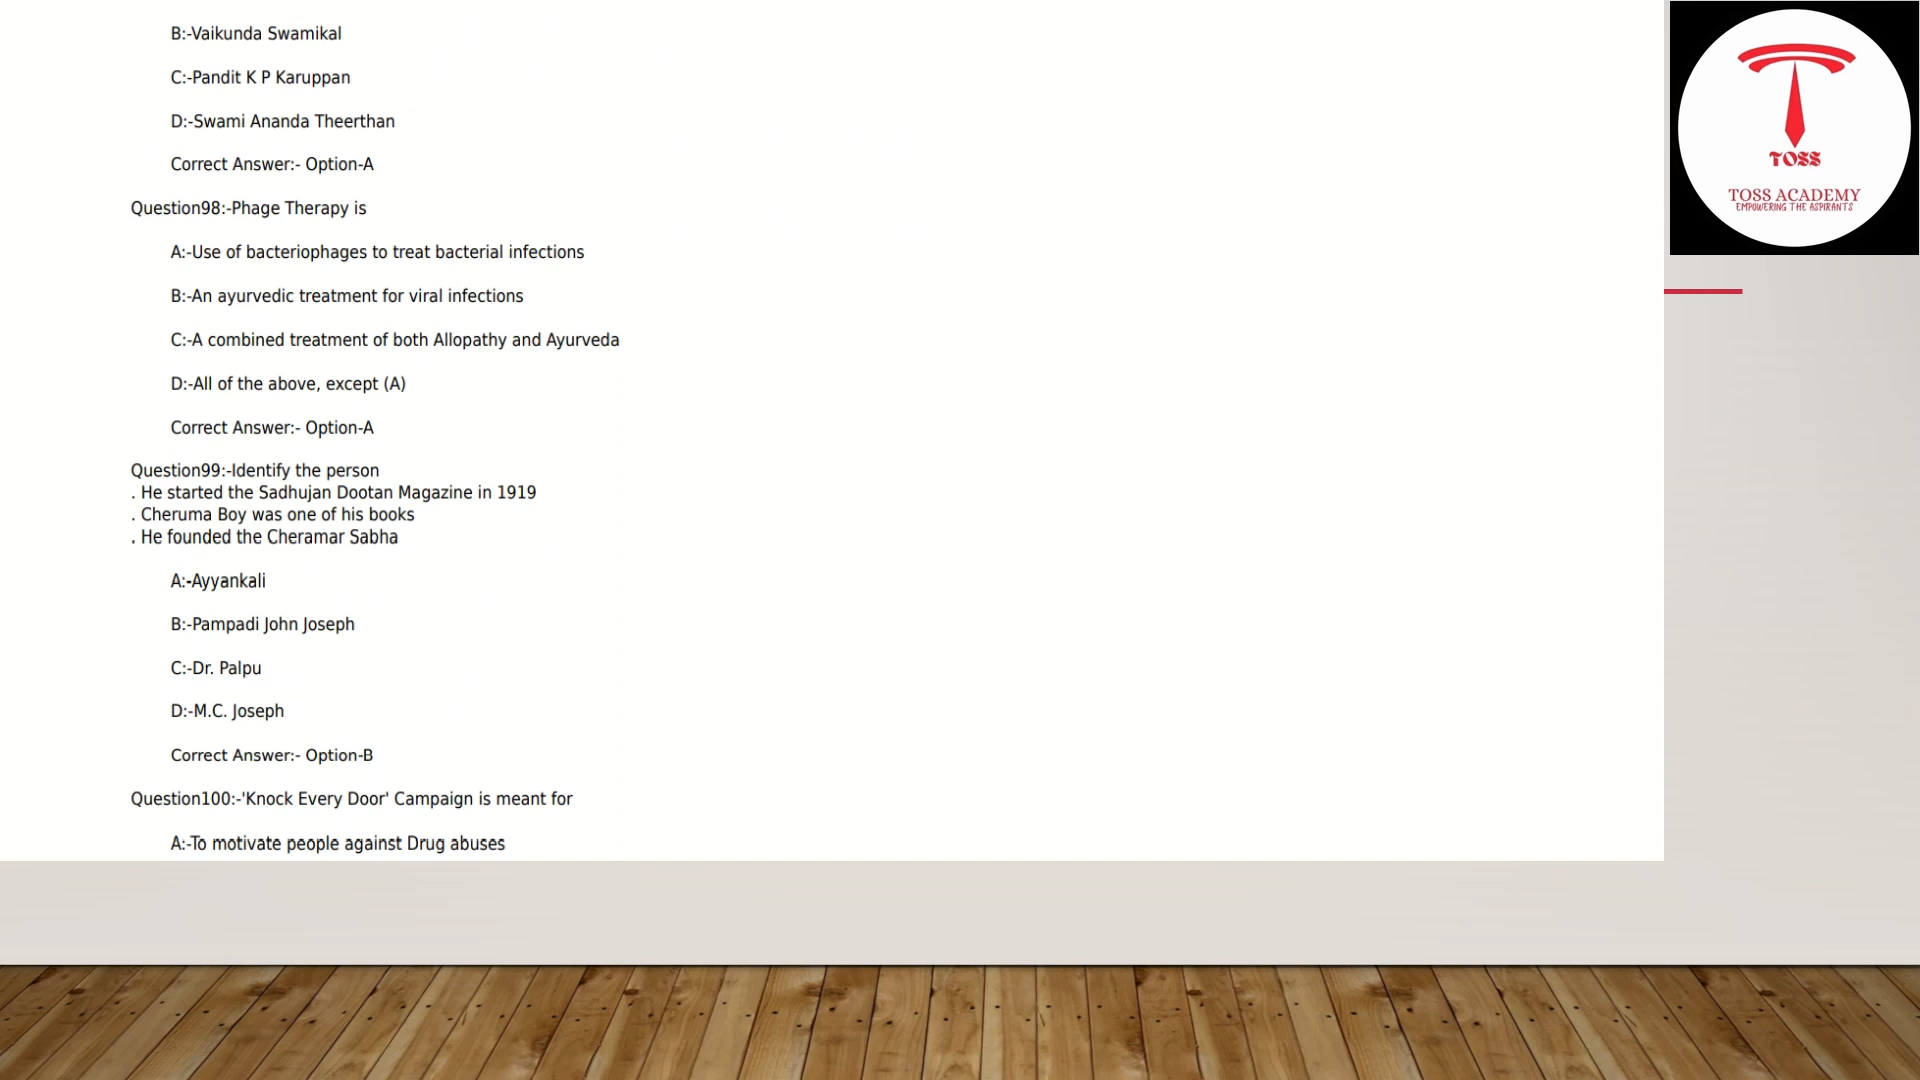 B:-Vaikunda Swamikal
C:-Pandit K P Karuppan
D:-Swami Ananda Theerthan
Correct Answer:- Option-A
Question98:-Phage Therapy is
A:-Use of bacteriophages to treat bacterial infections
B:-An ayurvedic treatment for viral infections
C:-A combined treatment of both Allopathy and Ayurveda
D:-All of the above, except (A)
Correct Answer:- Option-A
Question99:-Identify the person
. He started the Sadhujan Dootan Magazine in 1919
. Cheruma Boy was one of his books
. He founded the Cheramar Sabha
A:-Ayyankali
B:-Pampadi John Joseph
C:-Dr. Palpu
D:-M.C. Joseph
Correct Answer:- Option-B
Question100:-'Knock Every Door' Campaign is meant for
A:-To motivate people against Drug abuses
TOSS
TOSS ACADEMY
EMPOWERING THE ASPIRANTS